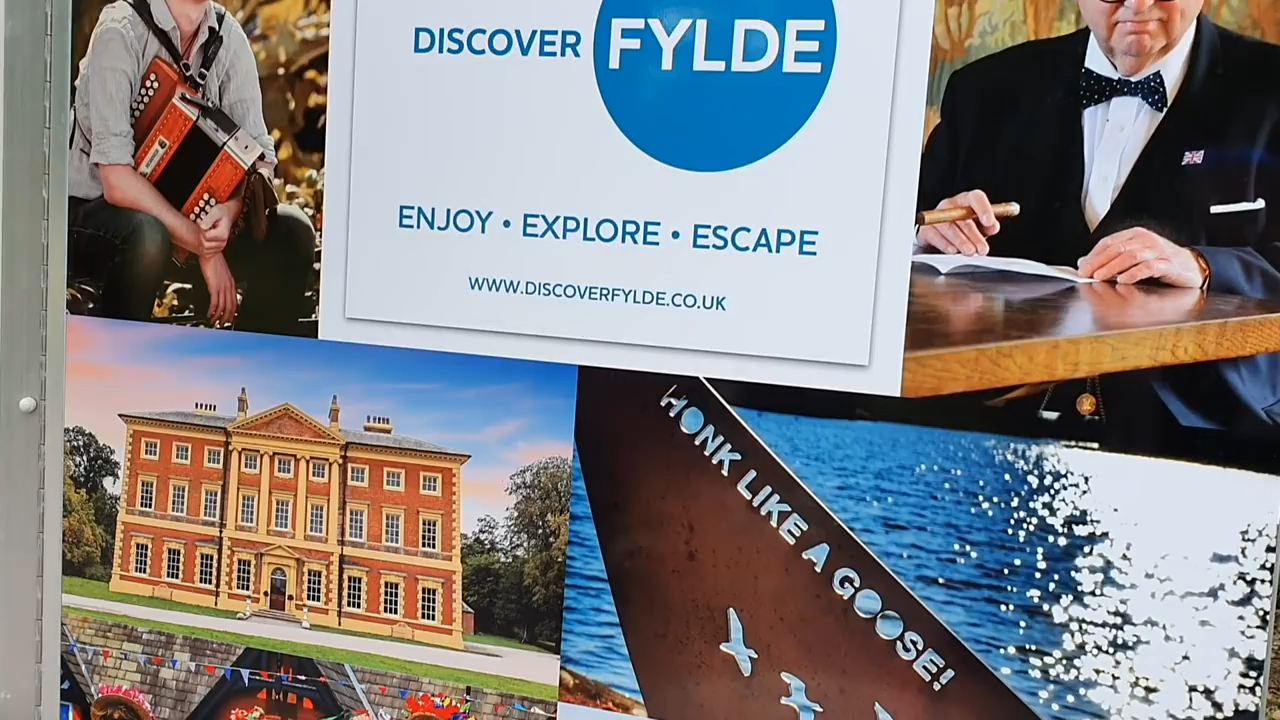 DISCOVER FYLDE
ENJOY • EXPLORE • ESCAPE
WWW.DISCOVERFYLDE.CO.UK
HONK LIKE A GOOSE!